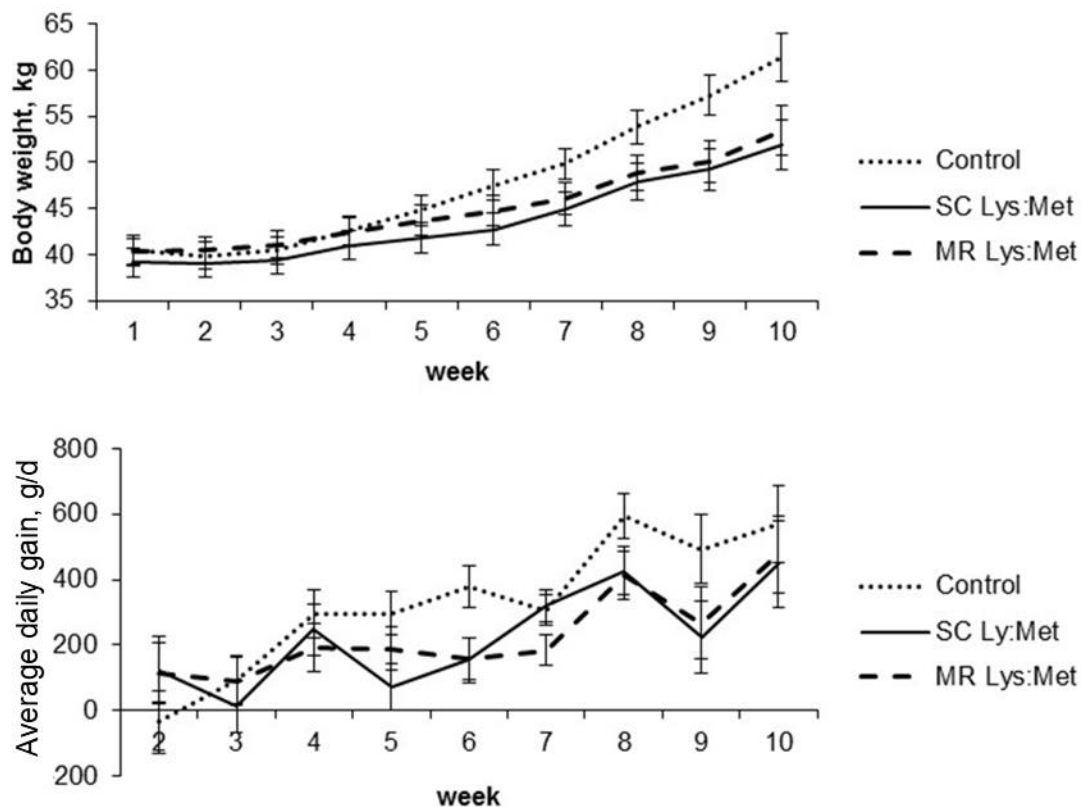 65
60
55
50
45
40
35
Body weight, kg
1 2 3 4 5 6 7 8 9 10
week
Control
SC Lys:Met
MR Lys:Met
800
600
400
200
0
200
Average daily gain, g/d
2 3 4 5 6 7 8 9 10
week
Control
SC Ly:Met
MR Lys:Met